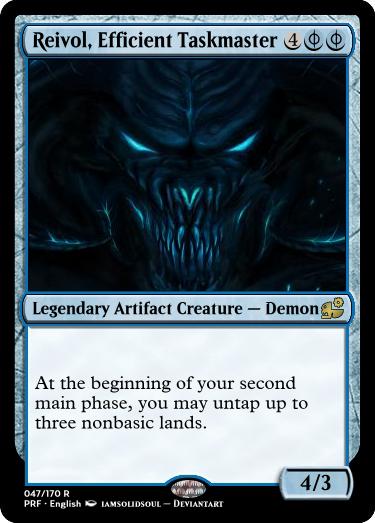 Reivol, Efficient Taskmaster 4
Legendary Artifact Creature — Demon
At the beginning of your second
main phase, you may untap up to
three nonbasic lands.
4/3
047/170 R
PRF • English IAMSOLIDSOUL — DEVIANTART